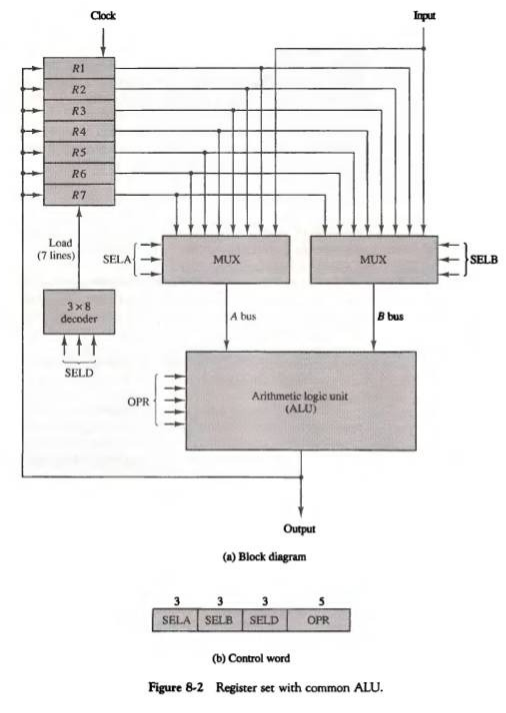 Clock
Input
R1
R2
R3
R4
R5
R6
R7
Load
(7 lines)
SELA
MUX
MUX
SELB
3 × 8
decoder
A bus
B bus
SELD
OPR
Arithmetic logic unit
(ALU)
Output
(a) Block diagram
3 3 3 5
SELA SELB SELD OPR
(b) Control word
Figure 8-2 Register set with common ALU.